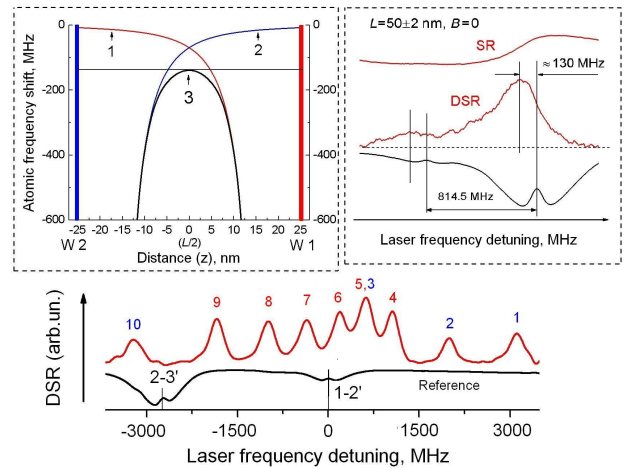 0
-200
-400
-600
Atomic frequency shift, MHz
1
2
3
0
-200
-400
-600
-25 -20 -15 -10 -5 0 5 10 15 20 25
W 2
(L/2)
W 1
Distance (z), nm
L=50±2 nm, B=0
SR
≈130 MHz
DSR
814.5 MHz
Laser frequency detuning, MHz
DSR (arb.un.)
10
9
8
7
6
5,3
4
2
1
2-3'
1-2'
Reference
-3000 -1500 0 1500 3000
Laser frequency detuning, MHz